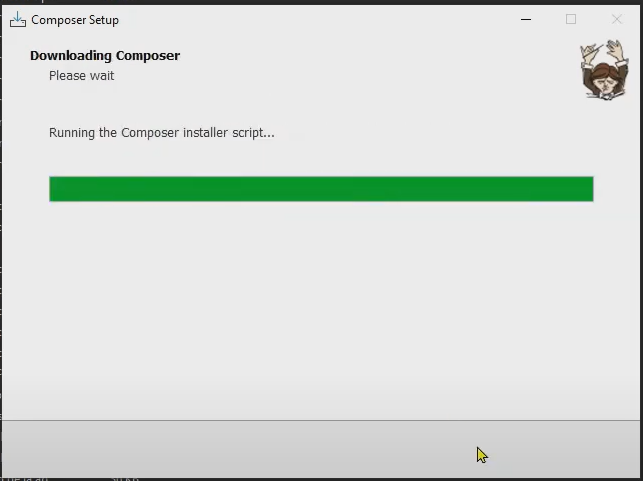 Composer Setup
Downloading Composer
Please wait
Running the Composer installer script...